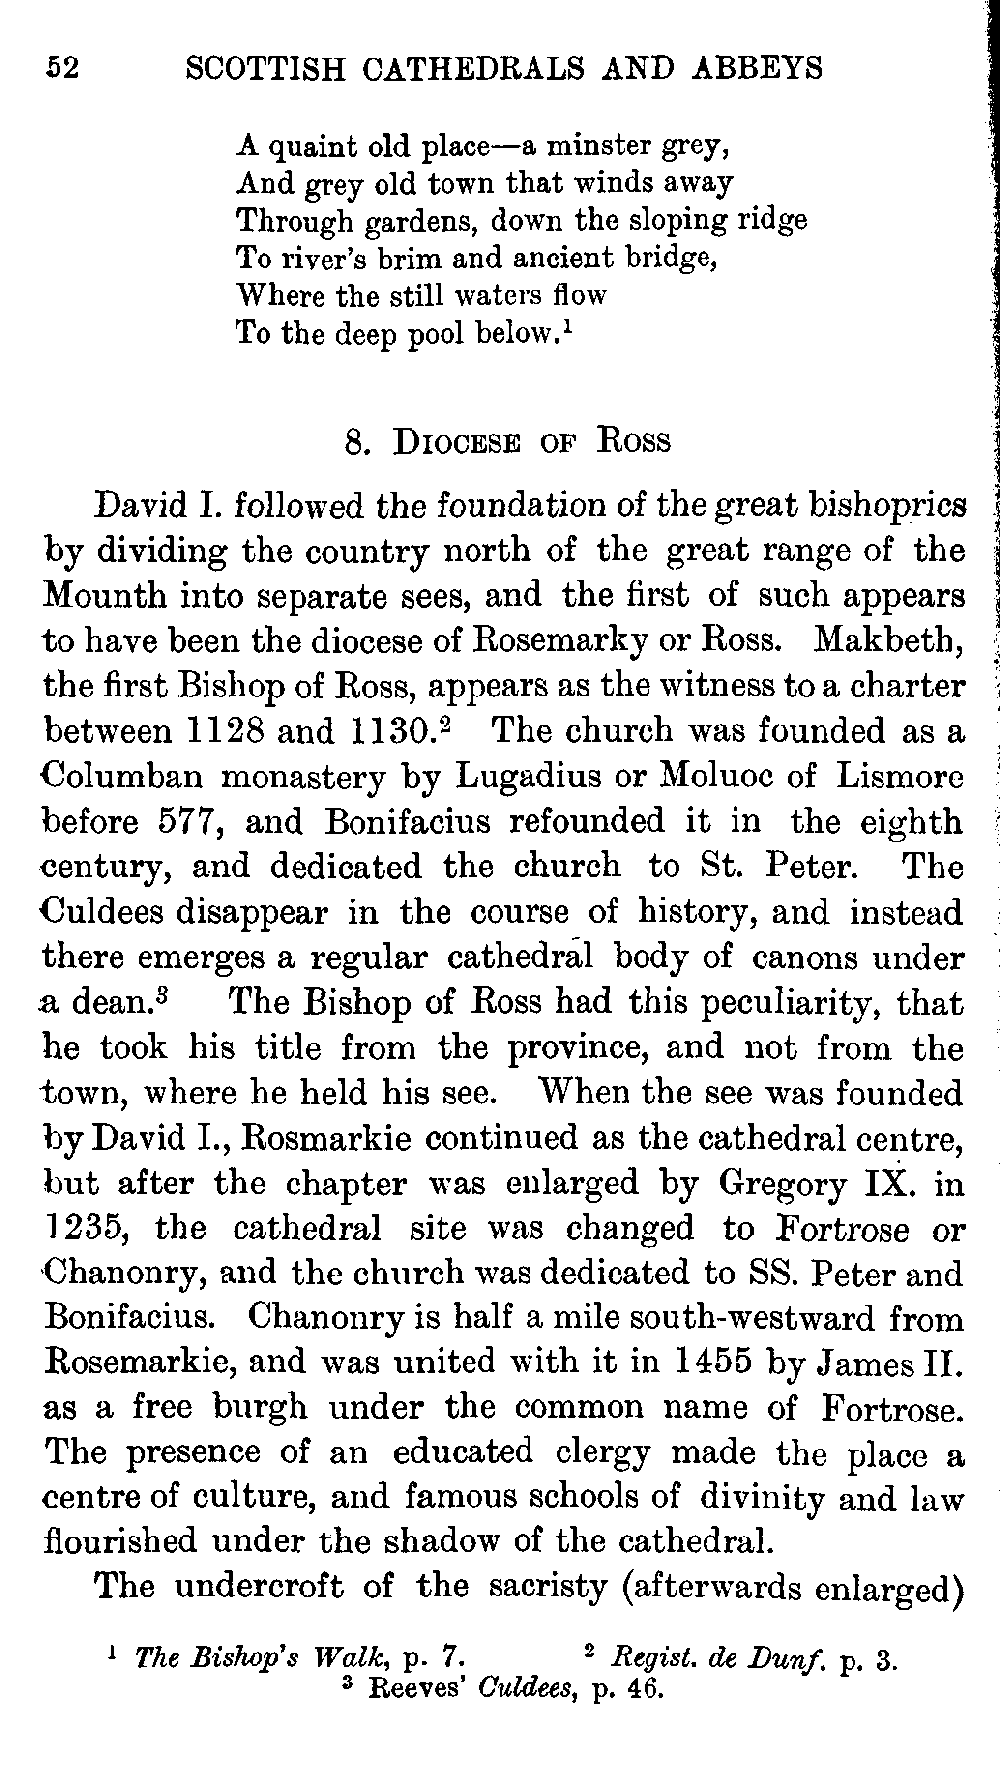 52 SCOTTISH CATHEDRALS AND ABBEYS
A quaint old place—a minster grey,
And grey old town that winds away
Through gardens, down the sloping ridge
To river's brim and ancient bridge,
Where the still waters flow
To the deep pool below.¹
8. DIOCESE OF ROSS
David I. followed the foundation of the great bishoprics
by dividing the country north of the great range of the
Mounth into separate sees, and the first of such appears
to have been the diocese of Rosemarky or Ross. Makbeth,
the first Bishop of Ross, appears as the witness to a charter
between 1128 and 1130.² The church was founded as a
Columban monastery by Lugadius or Moluoc of Lismore
before 577, and Bonifacius refounded it in the eighth
century, and dedicated the church to St. Peter. The
Culdees disappear in the course of history, and instead
there emerges a regular cathedral body of canons under
a dean.³ The Bishop of Ross had this peculiarity, that
he took his title from the province, and not from the
town, where he held his see. When the see was founded
by David I., Rosmarkie continued as the cathedral centre,
but after the chapter was enlarged by Gregory IX. in
1235, the cathedral site was changed to Fortrose or
Chanonry, and the church was dedicated to SS. Peter and
Bonifacius. Chanonry is half a mile south-westward from
Rosemarkie, and was united with it in 1455 by James II.
as a free burgh under the common name of Fortrose.
The presence of an educated clergy made the place a
centre of culture, and famous schools of divinity and law
flourished under the shadow of the cathedral.
The undercroft of the sacristy (afterwards enlarged)
¹ The Bishop's Walk, p. 7. ² Regist. de Dunf. p. 3.
³ Reeves' Culdees, p. 46.